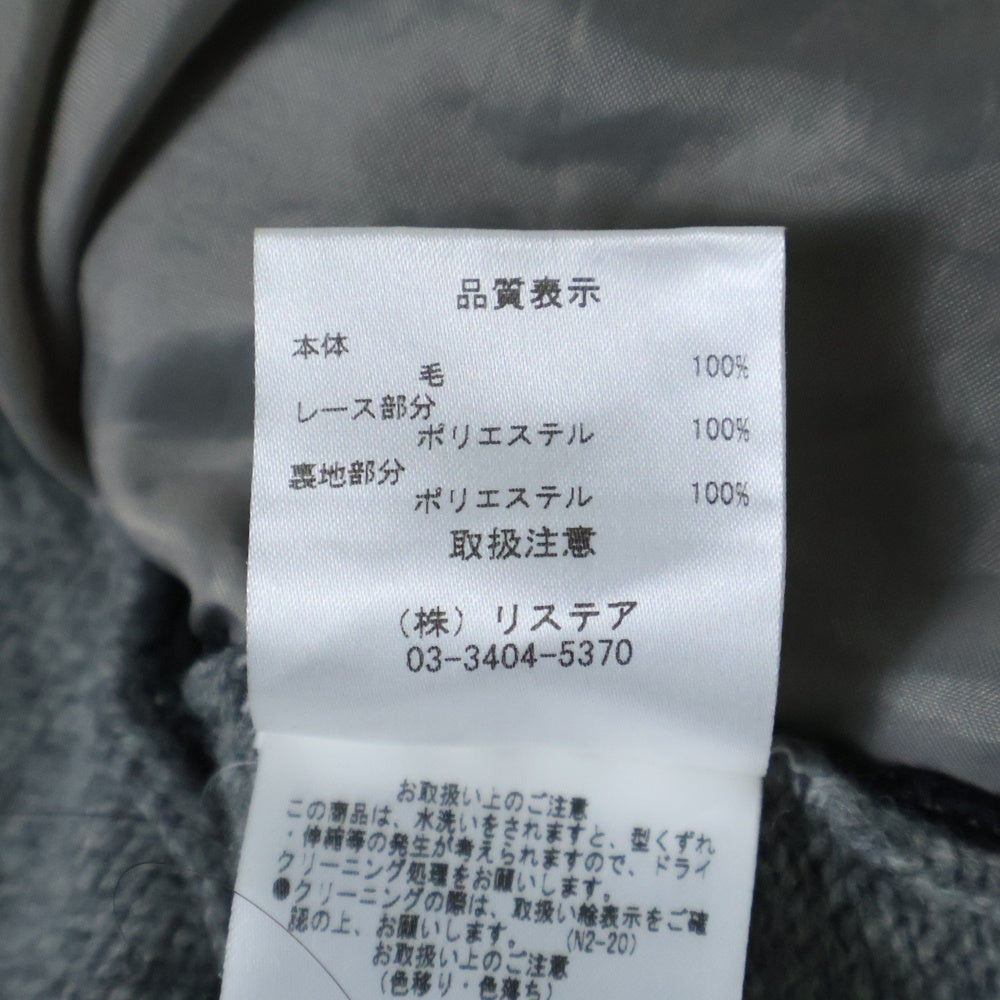 品質表示
本体
毛 100%
レース部分
ポリエステル 100%
裏地部分
ポリエステル 100%
取扱注意
(株) リステア
03-3404-5370
お取扱い上のご注意
この商品は、水洗いをされますと、型くずれ
・伸縮等の発生が考えられますので、ドライ
クリーニング処理をお願いします。
●クリーニングの際は、取扱い絵表示をご確
認の上、お願いします。 (N2-20)
お取扱い上のご注意
(色移り・色落ち)